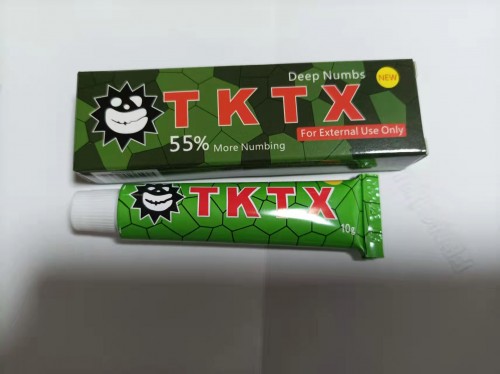 Deep Numbs
NEW
TKTX
For External Use Only
55% More Numbing
TKTX
10g